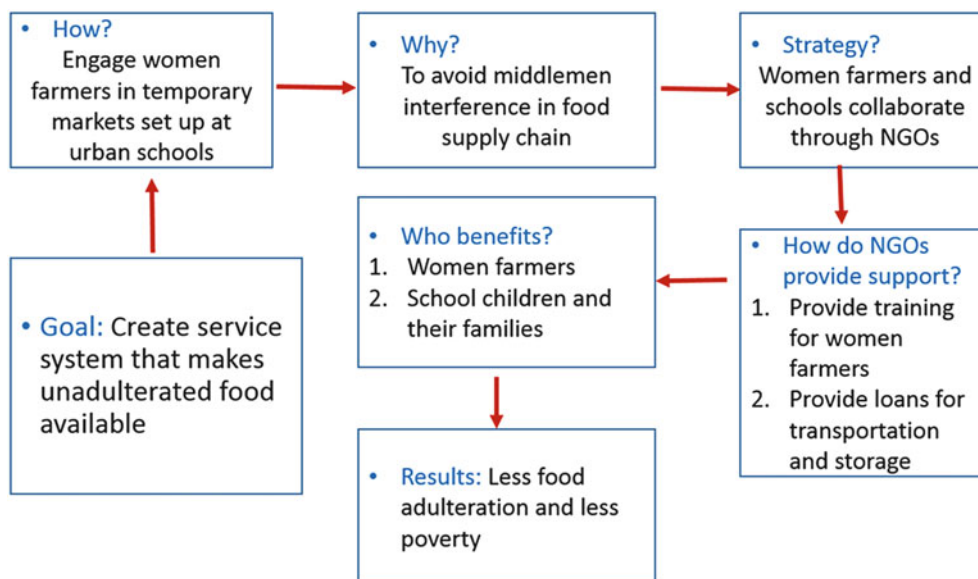 • Goal: Create service
system that makes
unadulterated food
available
• How?
Engage women
farmers in temporary
markets set up at
urban schools
• Why?
To avoid middlemen
interference in food
supply chain
• Strategy?
Women farmers and
schools collaborate
through NGOs
• How do NGOs
provide support?
1. Provide training
for women
farmers
2. Provide loans for
transportation
and storage
• Who benefits?
1. Women farmers
2. School children and
their families
• Results: Less food
adulteration and less
poverty